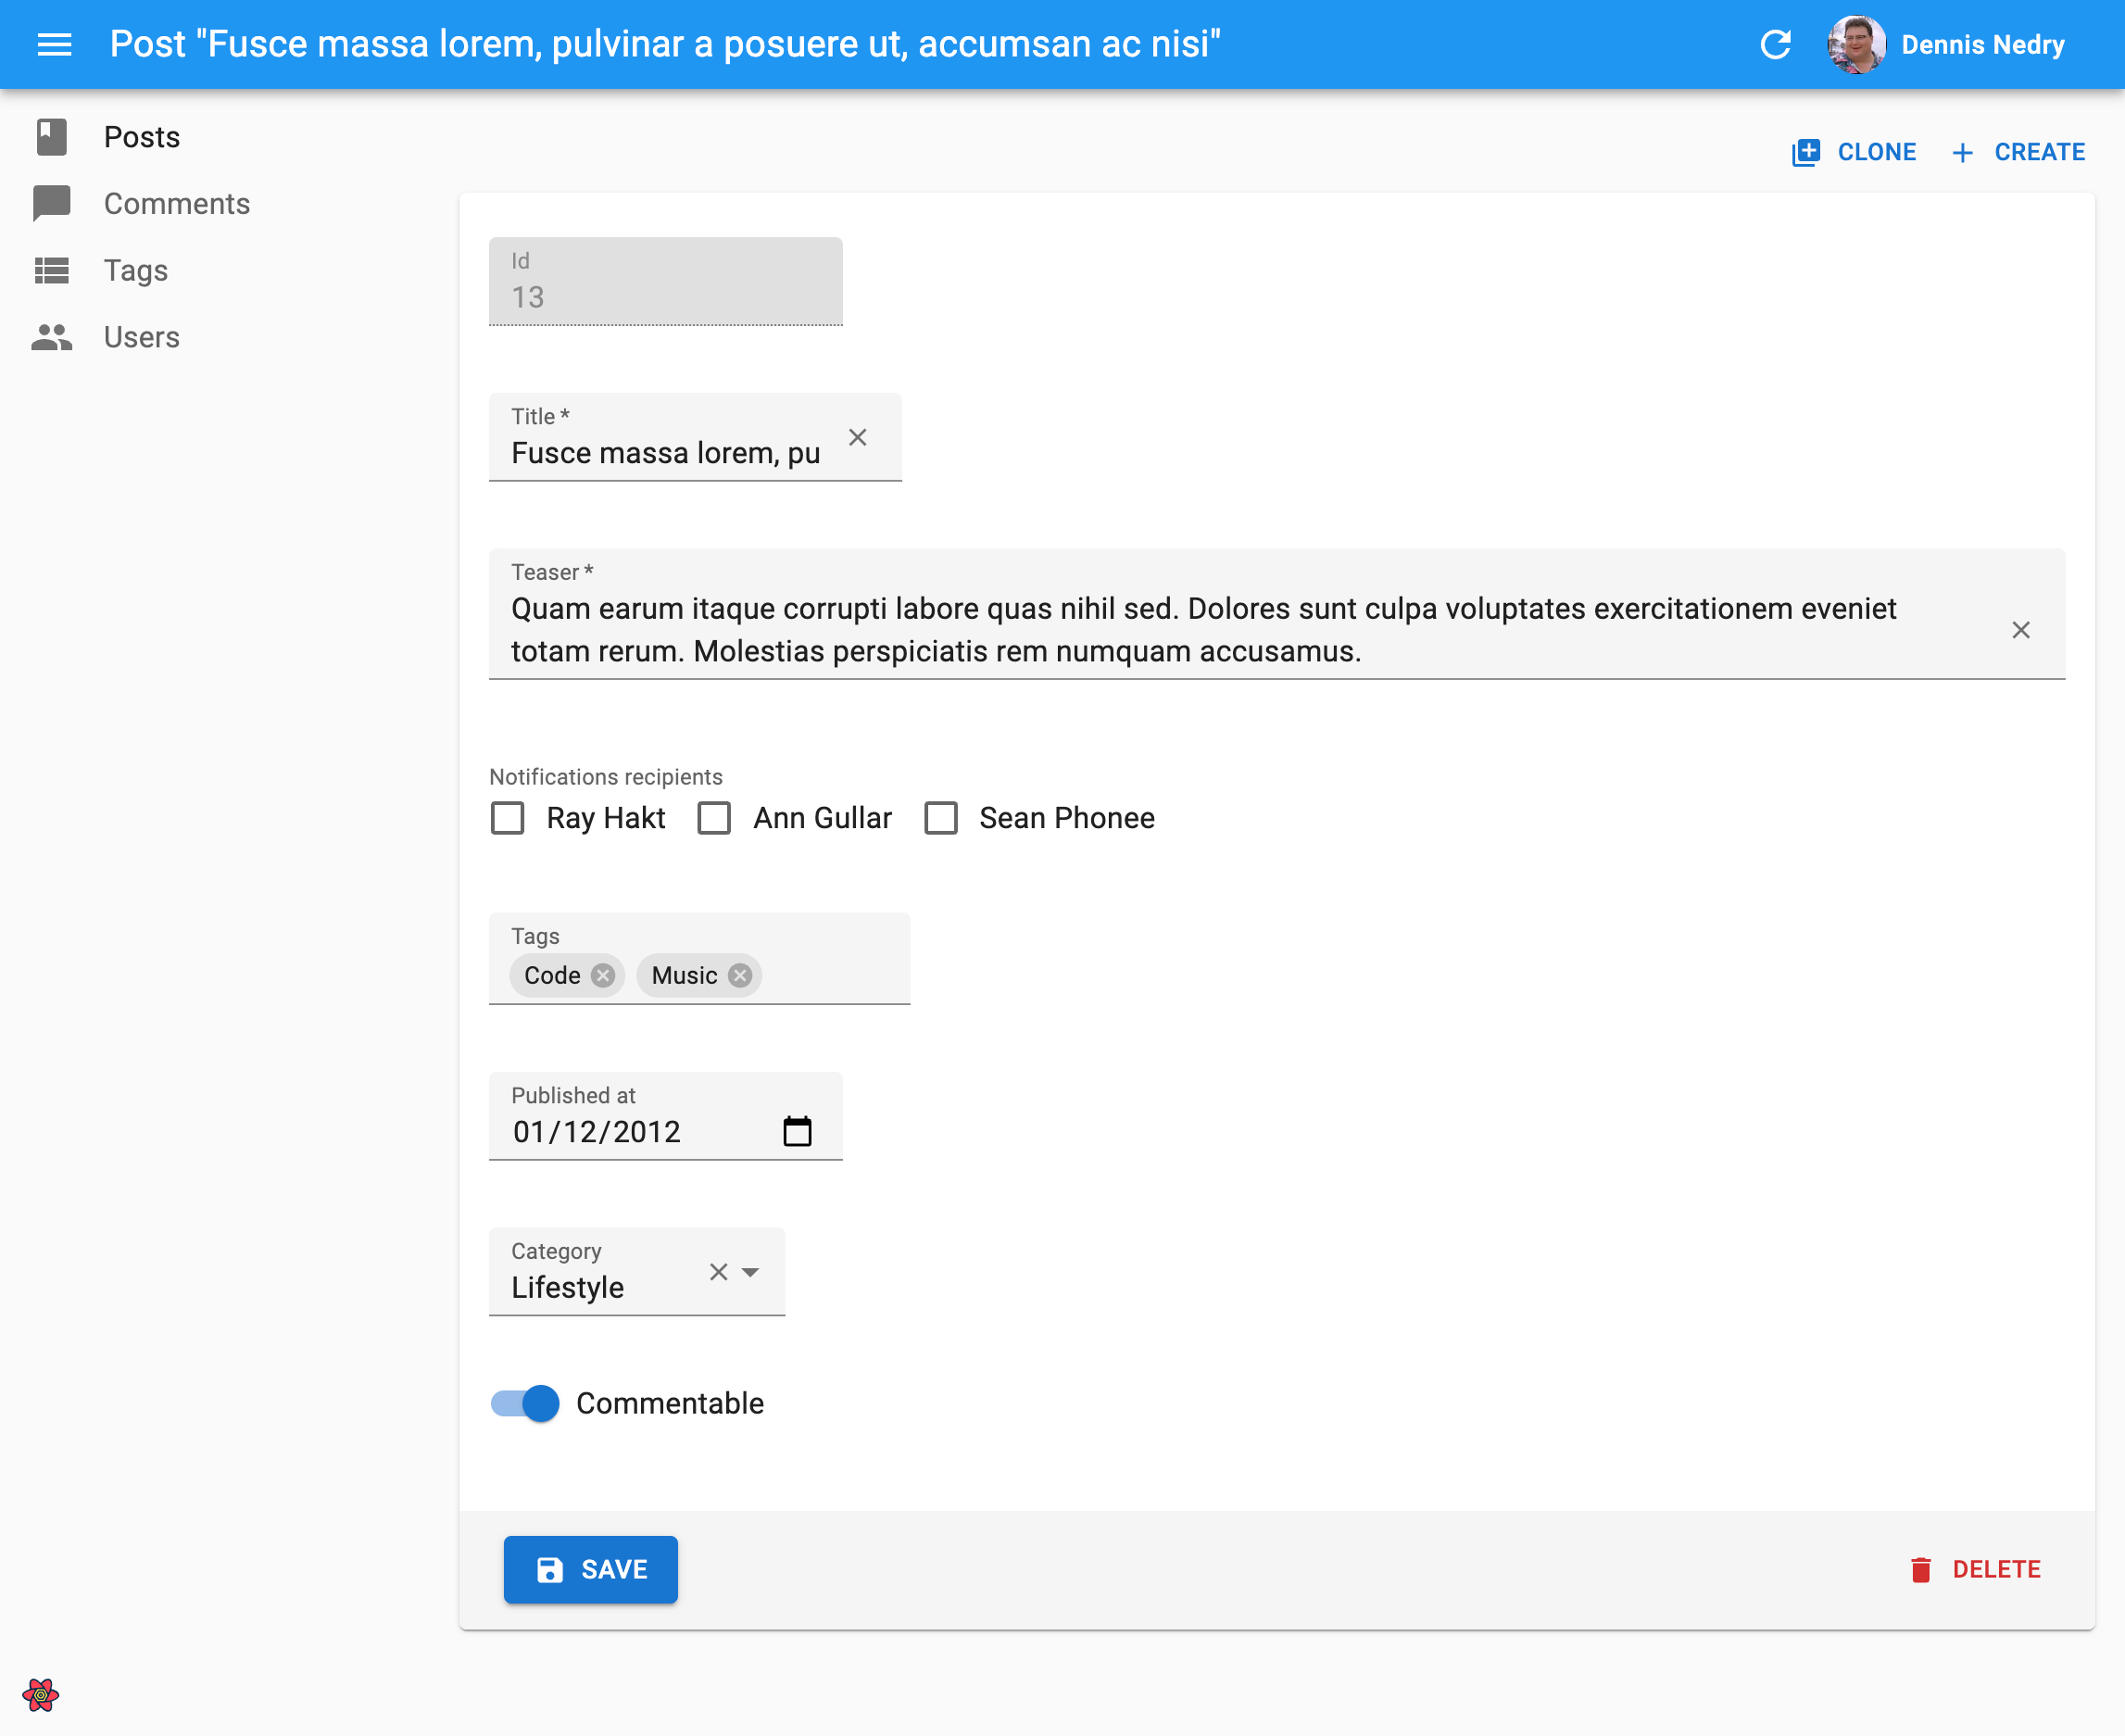 Post "Fusce massa lorem, pulvinar a posuere ut, accumsan ac nisi"
Dennis Nedry
Posts
Comments
Tags
Users
CLONE
CREATE
Id
13
Title *
Fusce massa lorem, pu
Teaser *
Quam earum itaque corrupti labore quas nihil sed. Dolores sunt culpa voluptates exercitationem eveniet
totam rerum. Molestias perspiciatis rem numquam accusamus.
Notifications recipients
Ray Hakt Ann Gullar Sean Phonee
Tags
Code Music
Published at
01/12/2012
Category
Lifestyle
Commentable
SAVE
DELETE